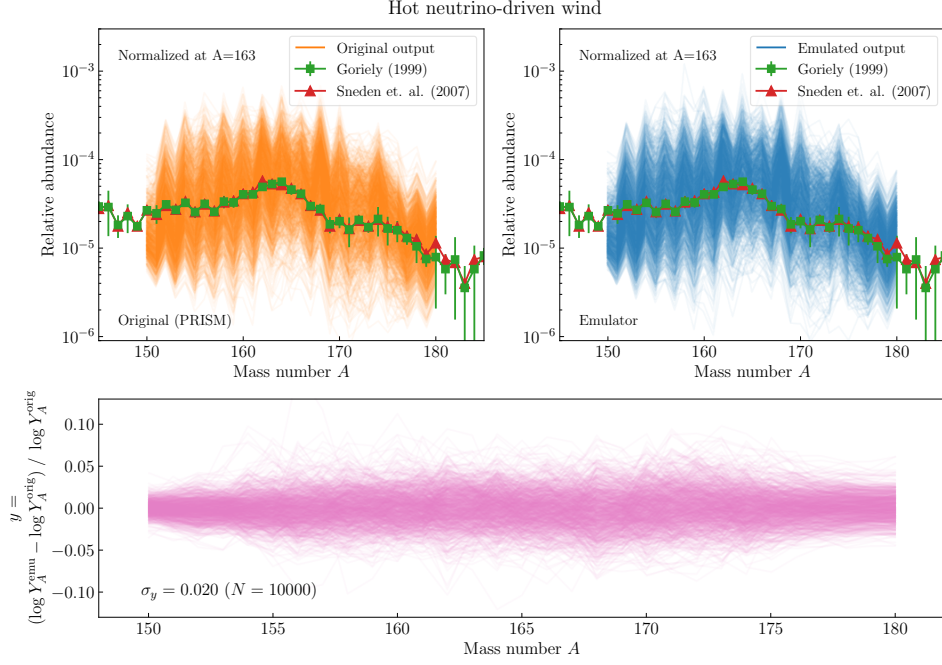 Hot neutrino-driven wind
Normalized at A=163
Original output
Goriely (1999)
Sneden et. al. (2007)
Original (PRISM)
Relative abundance
10⁻³
10⁻⁴
10⁻⁵
10⁻⁶
150 160 170 180
Mass number A
Normalized at A=163
Emulated output
Goriely (1999)
Sneden et. al. (2007)
Emulator
Relative abundance
10⁻³
10⁻⁴
10⁻⁵
10⁻⁶
150 160 170 180
Mass number A
y =
(log Y_A^emu − log Y_A^orig) / log Y_A^orig
0.10
0.05
0.00
−0.05
−0.10
σ_y = 0.020 (N = 10000)
150 155 160 165 170 175 180
Mass number A